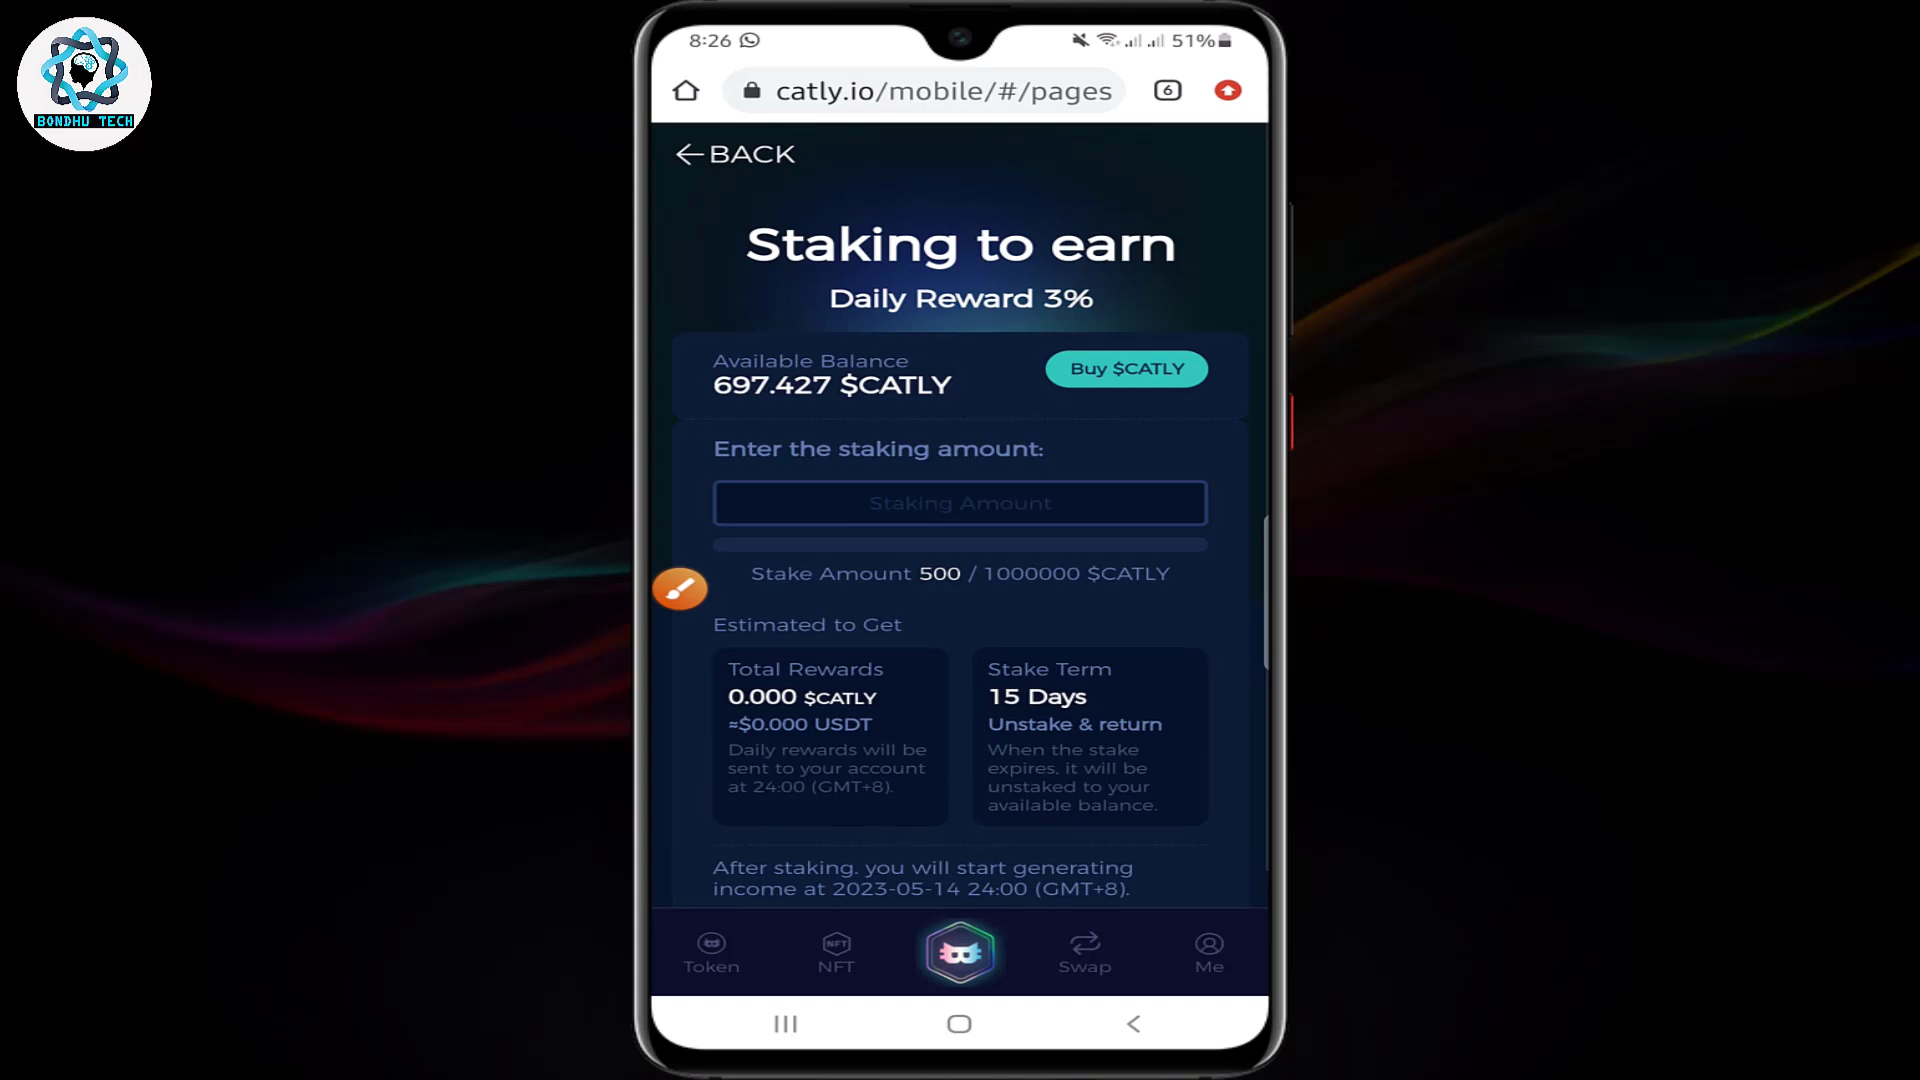 BONDHU TECH
8:26
51%
catly.io/mobile/#/pages
6
BACK
Staking to earn
Daily Reward 3%
Available Balance
697.427 $CATLY
Buy $CATLY
Enter the staking amount:
Staking Amount
Stake Amount 500 / 1000000 $CATLY
Estimated to Get
Total Rewards
0.000 $CATLY
≈$0.000 USDT
Daily rewards will be
sent to your account
at 24:00 (GMT+8).
Stake Term
15 Days
Unstake & return
When the stake
expires, it will be
unstaked to your
available balance.
After staking, you will start generating
income at 2023-05-14 24:00 (GMT+8).
Token
NFT
NFT
Swap
Me